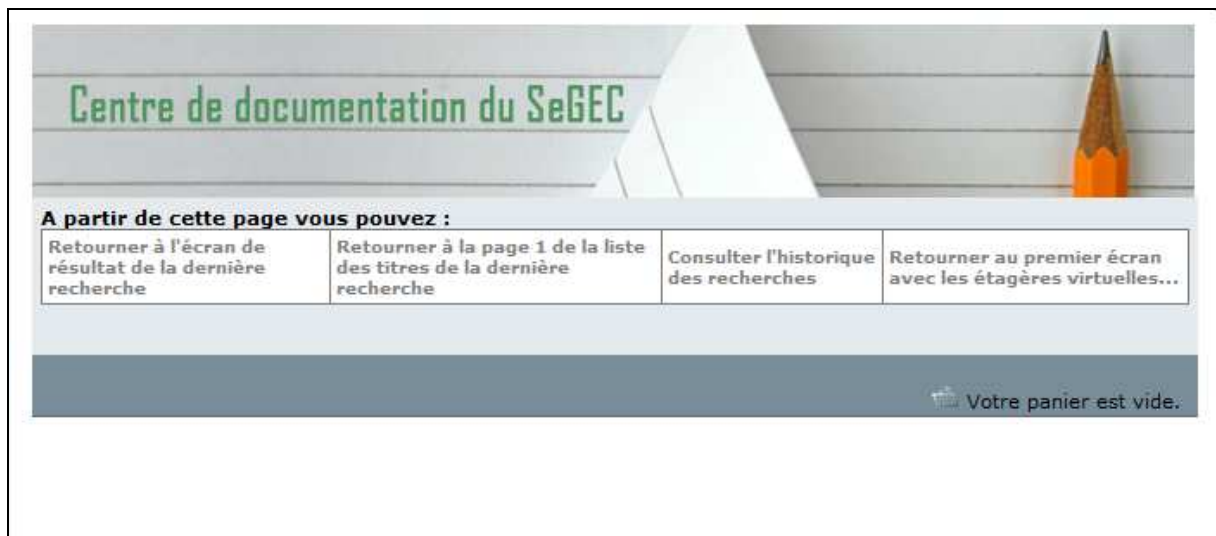 Centre de documentation du SeGEC
A partir de cette page vous pouvez :
Retourner à l'écran de
résultat de la dernière
recherche
Retourner à la page 1 de la liste
des titres de la dernière
recherche
Consulter l'historique
des recherches
Retourner au premier écran
avec les étagères virtuelles...
Votre panier est vide.